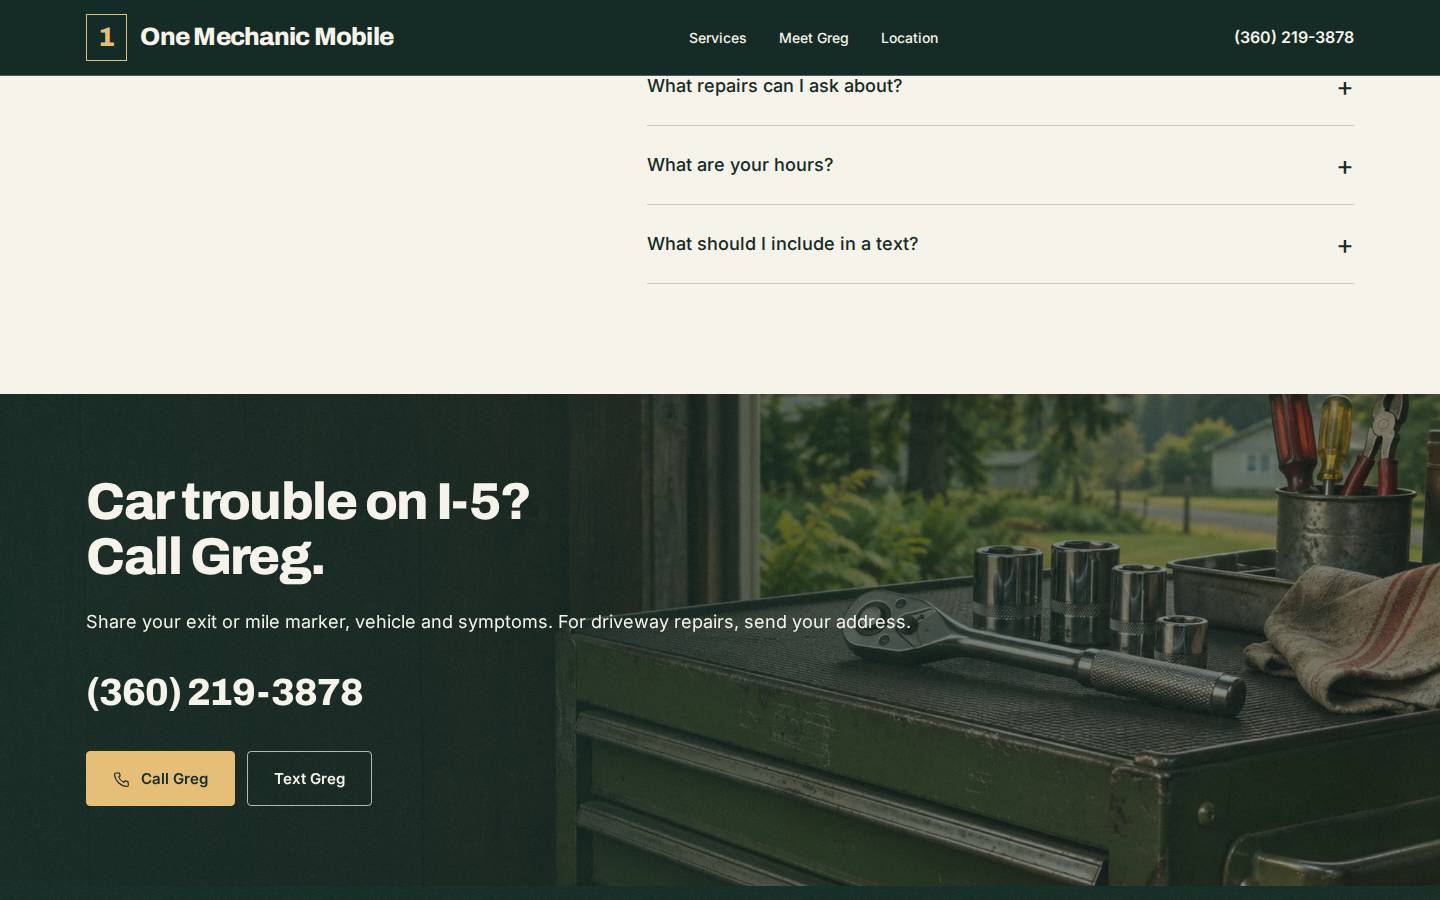 1
One Mechanic Mobile
Services
Meet Greg
Location
(360) 219-3878
What repairs can I ask about?
+
What are your hours?
+
What should I include in a text?
+
Car trouble on I-5?
Call Greg.
Share your exit or mile marker, vehicle and symptoms. For driveway repairs, send your address.
(360) 219-3878
Call Greg
Text Greg